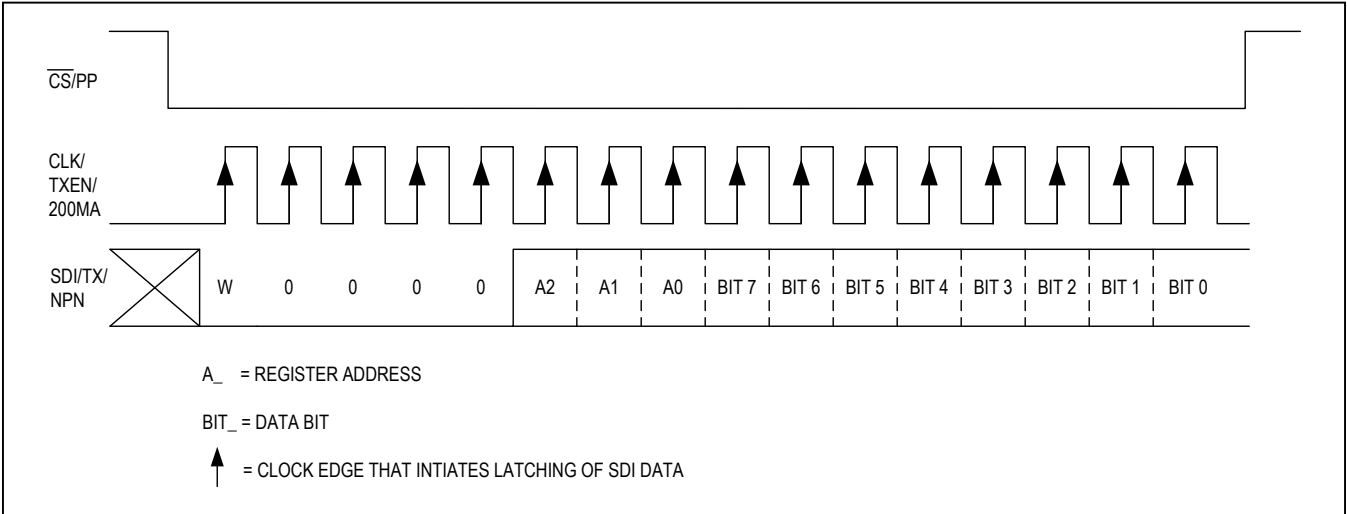 CS/PP
CLK/
TXEN/
200MA
SDI/TX/
NPN
W 0 0 0 0 A2 A1 A0 BIT 7 BIT 6 BIT 5 BIT 4 BIT 3 BIT 2 BIT 1 BIT 0
A_ = REGISTER ADDRESS
BIT_ = DATA BIT
= CLOCK EDGE THAT INTIATES LATCHING OF SDI DATA